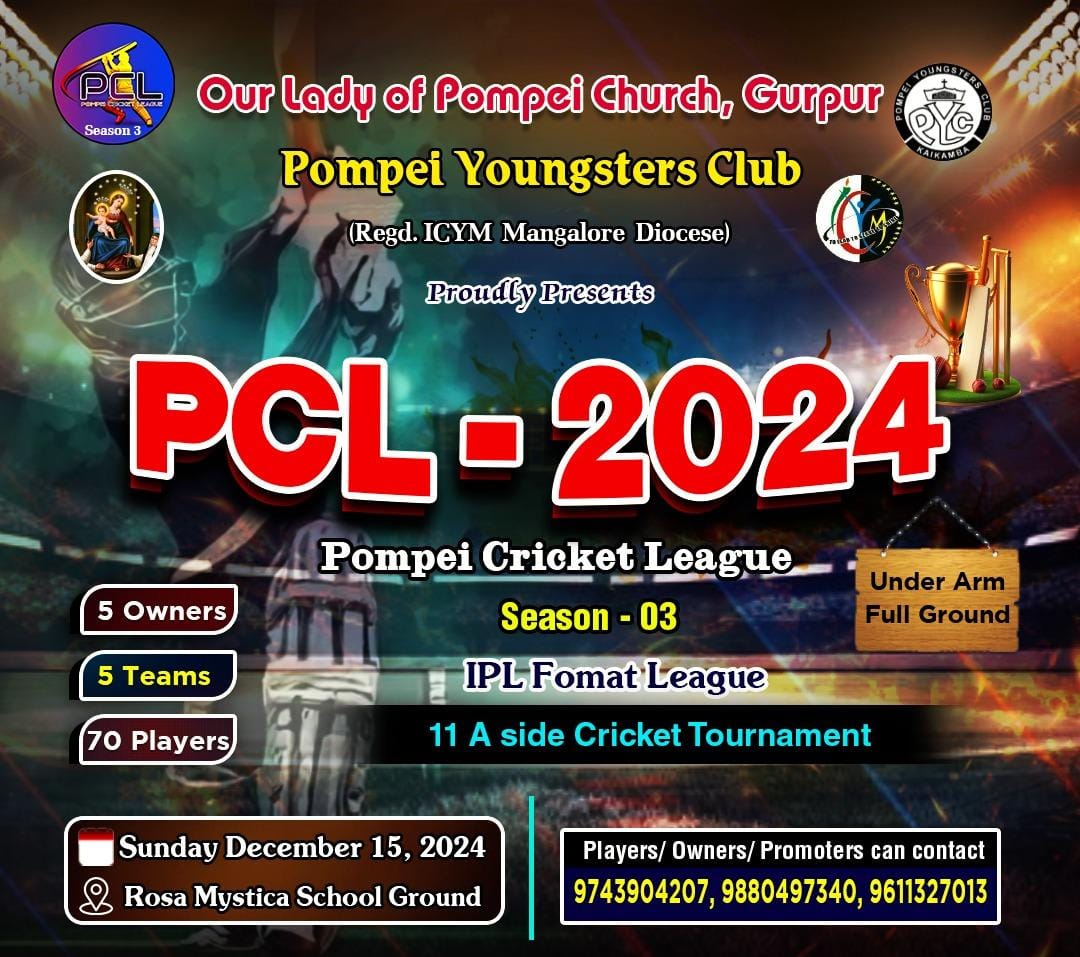 PCL
POMPEI CRICKET LEAGUE
Season 3
Our Lady of Pompei Church, Gurpur
POMPEI YOUNGSTERS CLUB
PYC
KAIKAMBA
Pompei Youngsters Club
(Regd. ICYM Mangalore Diocese)
Proudly Presents
PCL - 2024
Pompei Cricket League
Under Arm
Full Ground
5 Owners
Season - 03
5 Teams
IPL Fomat League
70 Players
11 A side Cricket Tournament
Sunday December 15, 2024
Rosa Mystica School Ground
Players/ Owners/ Promoters can contact
9743904207, 9880497340, 9611327013